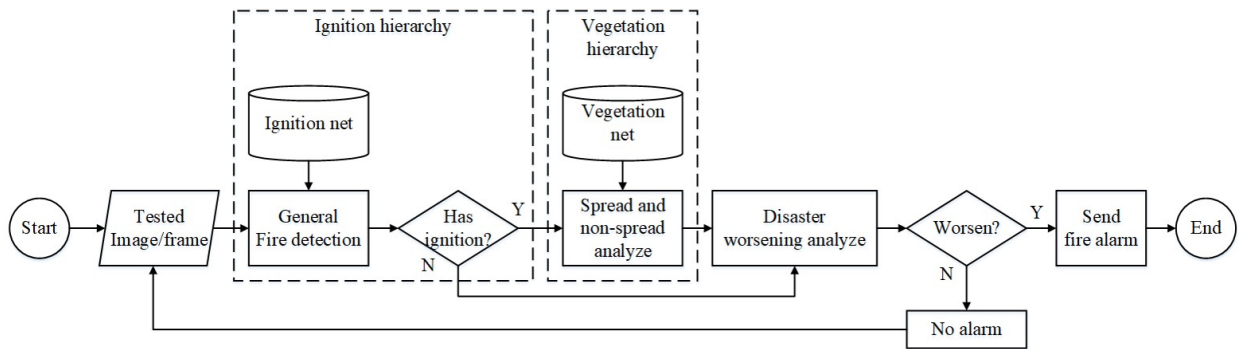 Ignition hierarchy
Vegetation
hierarchy
Ignition net
Vegetation
net
Start
Tested
Image/frame
General
Fire detection
Has
ignition?
Y
N
Spread and
non-spread
analyze
Disaster
worsening analyze
Worsen?
Y
N
Send
fire alarm
End
No alarm